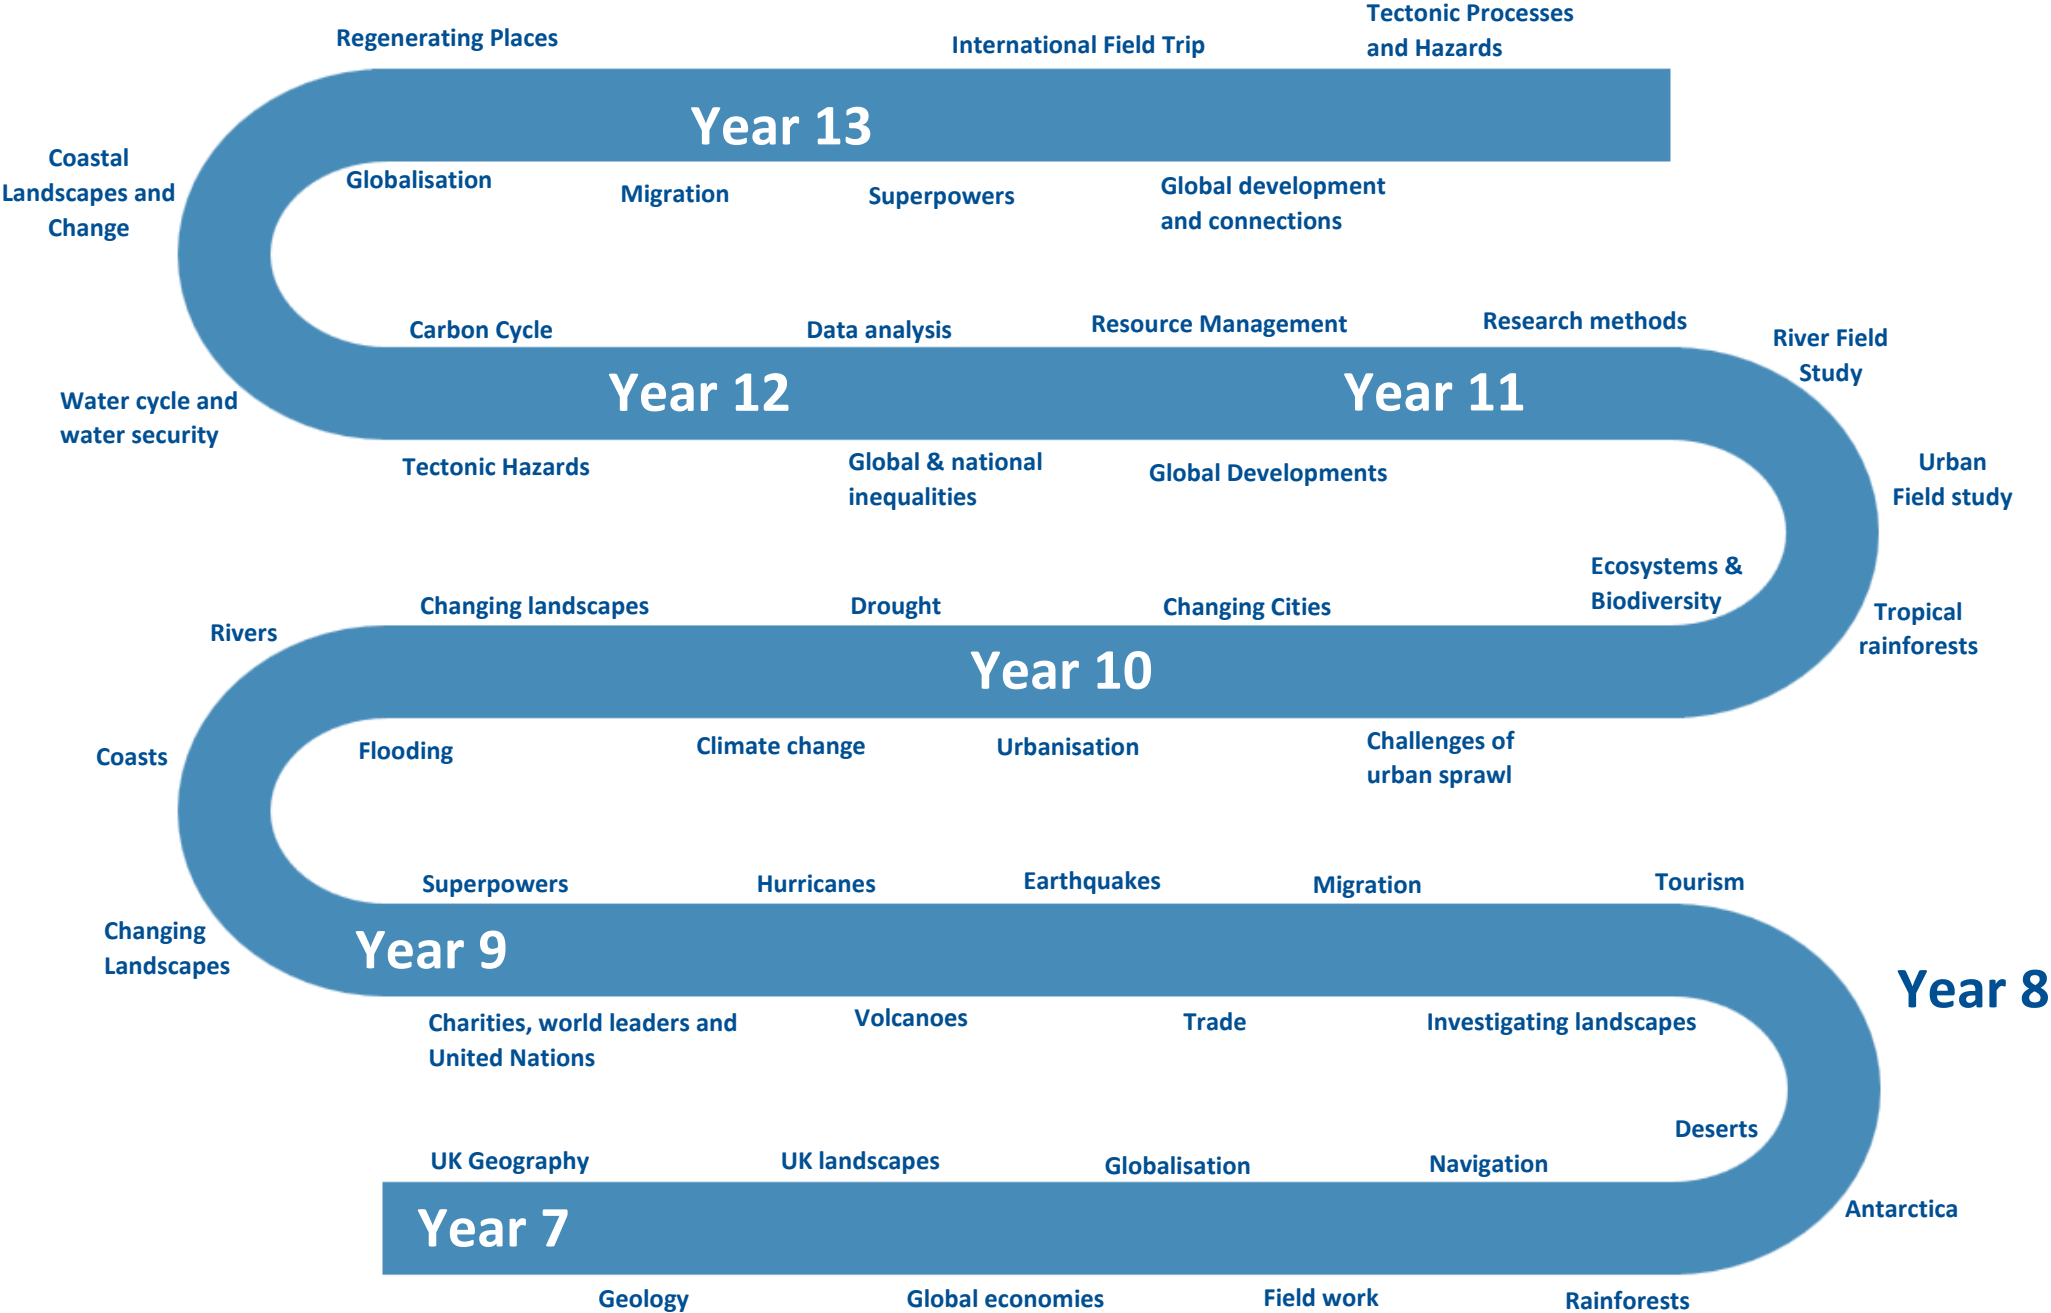 Tectonic Processes
and Hazards
Regenerating Places
International Field Trip
Year 13
Coastal
Landscapes and
Change
Globalisation
Migration
Superpowers
Global development
and connections
Carbon Cycle
Data analysis
Resource Management
Research methods
River Field
Study
Year 12
Year 11
Water cycle and
water security
Tectonic Hazards
Global & national
inequalities
Global Developments
Urban
Field study
Ecosystems &
Biodiversity
Changing landscapes
Drought
Changing Cities
Tropical
rainforests
Rivers
Year 10
Coasts
Flooding
Climate change
Urbanisation
Challenges of
urban sprawl
Superpowers
Hurricanes
Earthquakes
Migration
Tourism
Changing
Landscapes
Year 9
Year 8
Charities, world leaders and
United Nations
Volcanoes
Trade
Investigating landscapes
Deserts
UK Geography
UK landscapes
Globalisation
Navigation
Antarctica
Year 7
Geology
Global economies
Field work
Rainforests